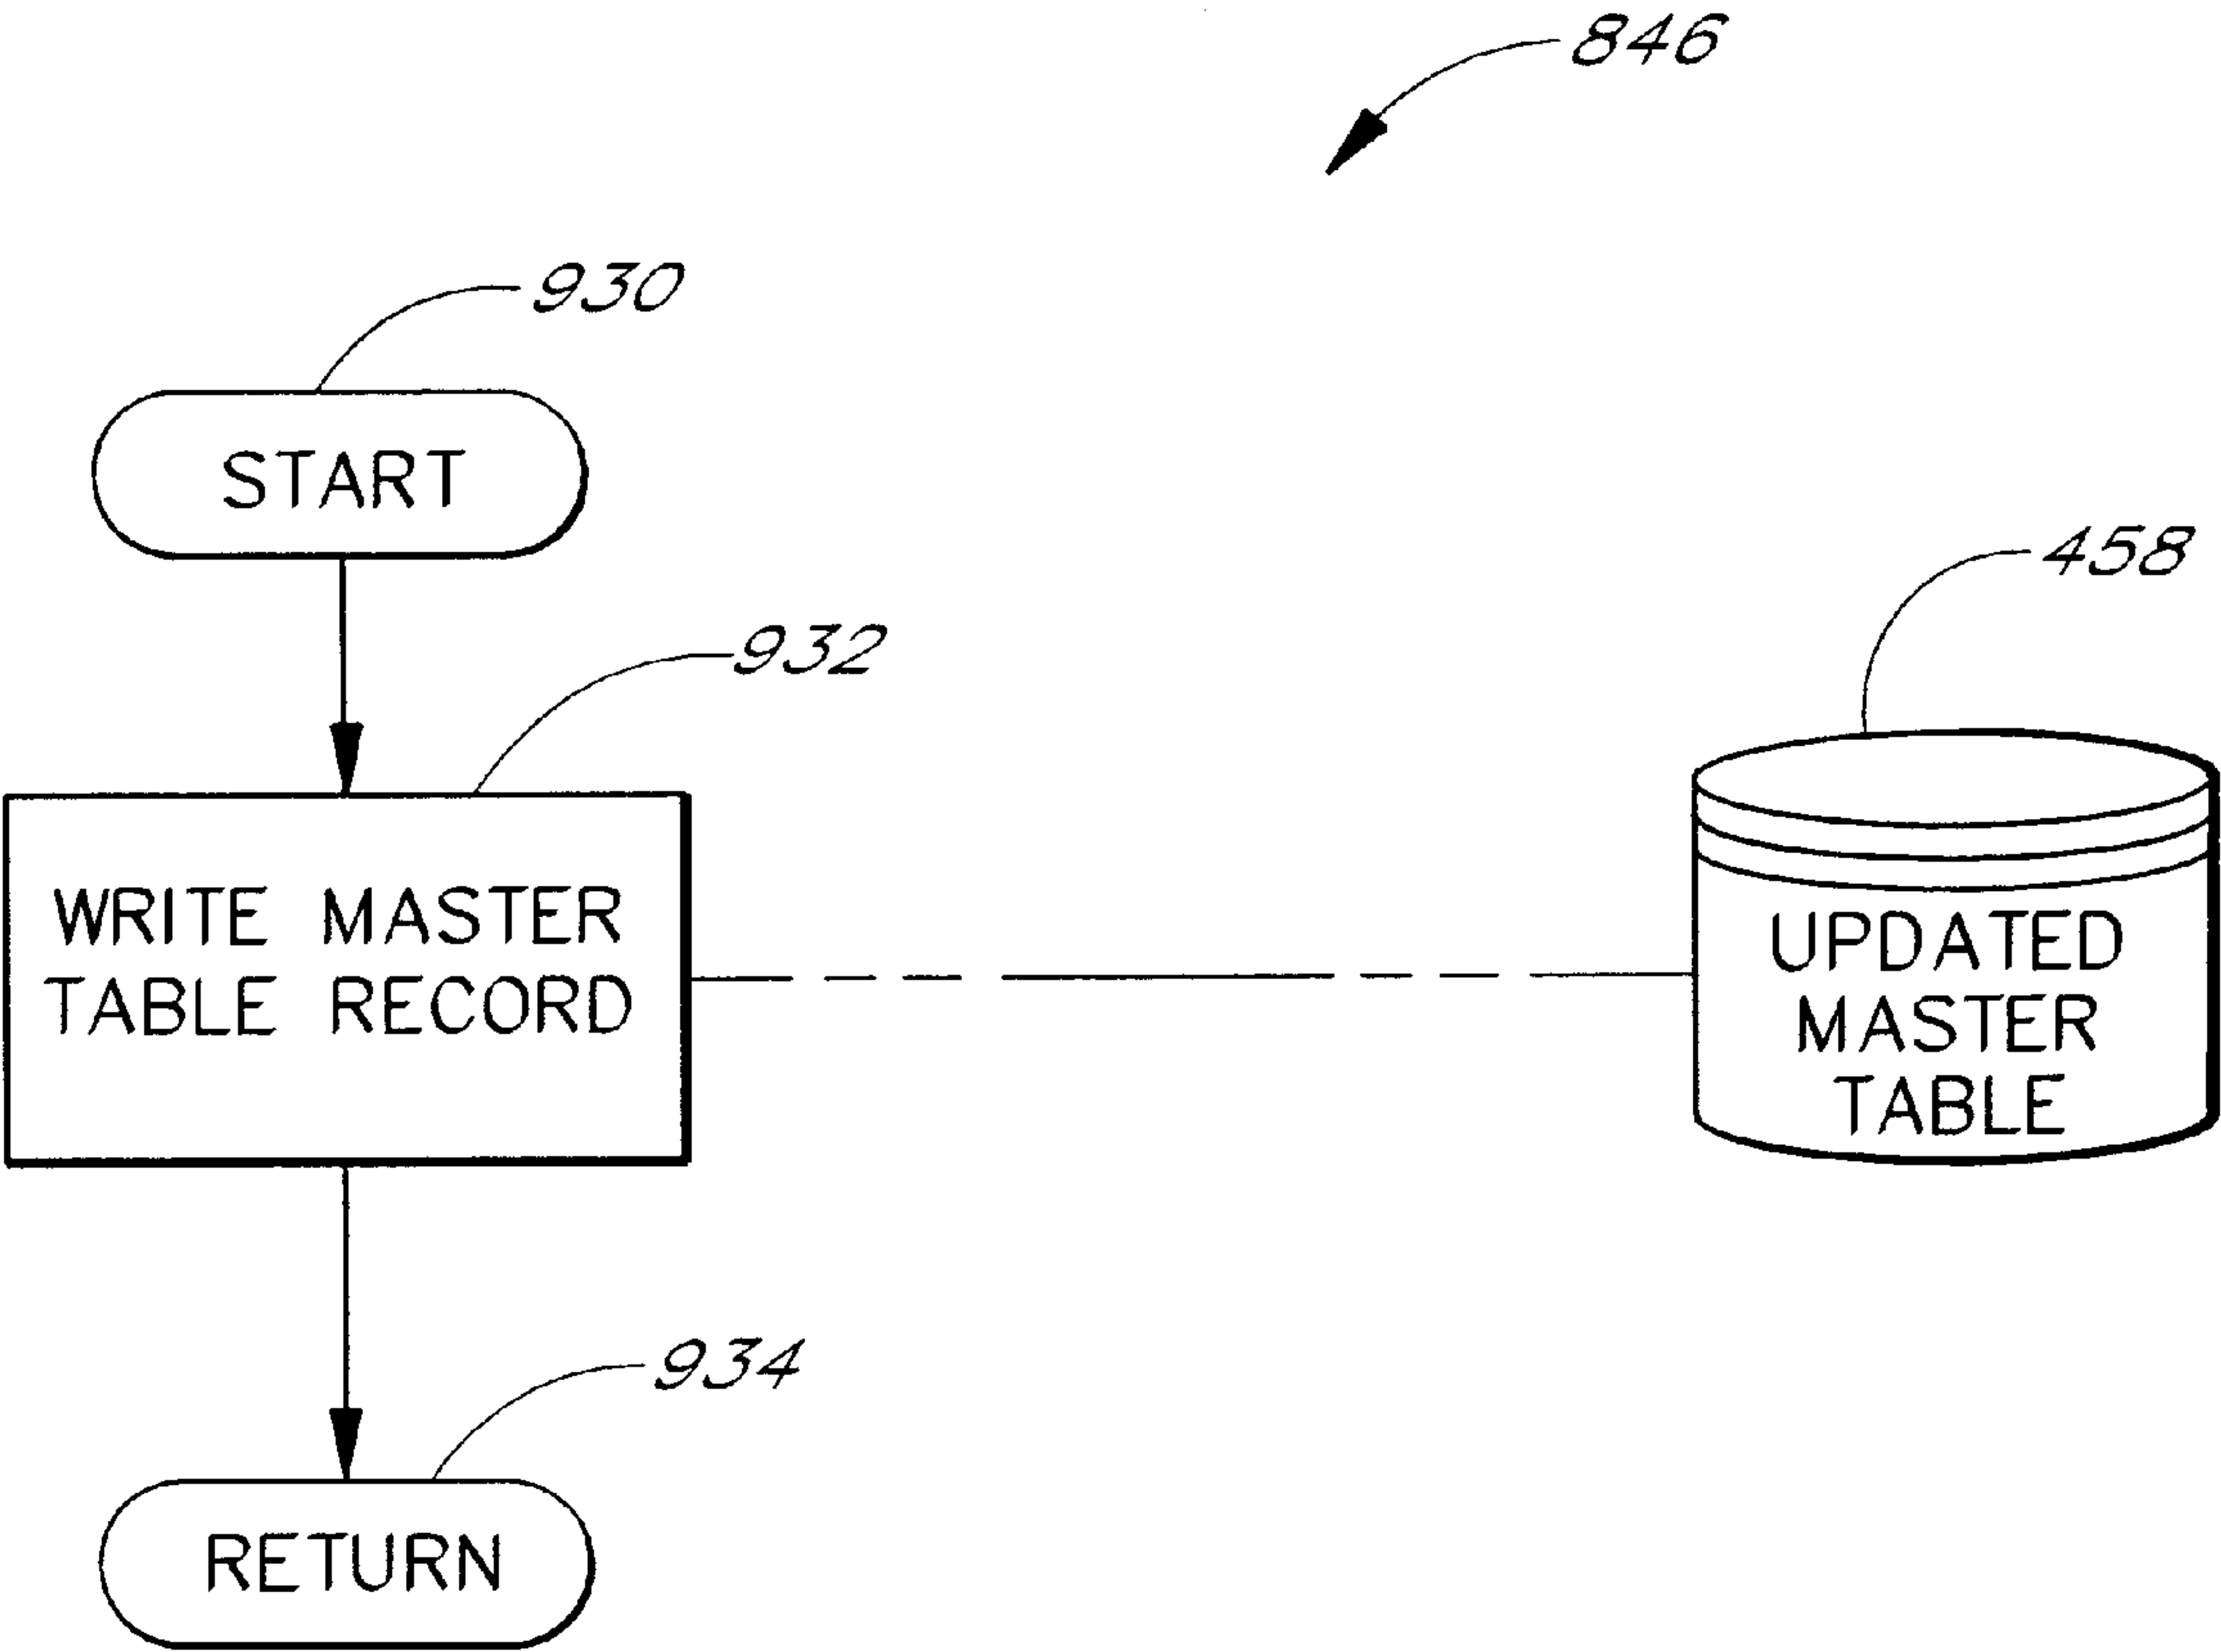 846
930
START
458
932
WRITE MASTER
TABLE RECORD
UPDATED
MASTER
TABLE
934
RETURN